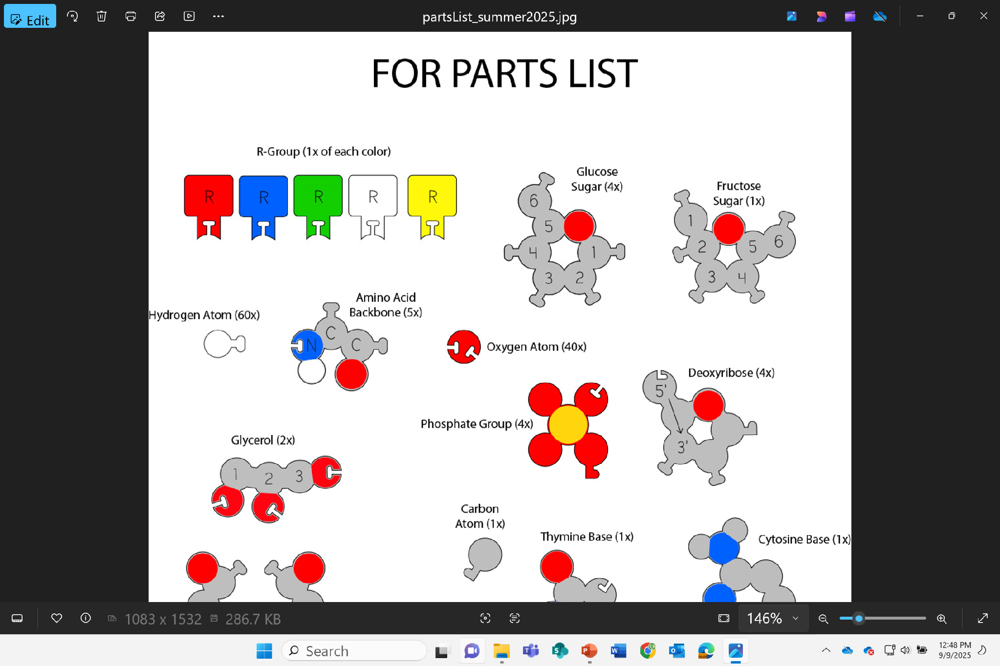 Edit
partsList_summer2025.jpg
FOR PARTS LIST
R-Group (1x of each color)
R R R R R
Glucose
Sugar (4x)
6
5
4 1
3 2
Fructose
Sugar (1x)
1
2 5 6
3 4
Hydrogen Atom (60x)
Amino Acid
Backbone (5x)
C
N C
Oxygen Atom (40x)
Phosphate Group (4x)
Deoxyribose (4x)
5'
3'
Glycerol (2x)
1 2 3
Carbon
Atom (1x)
Thymine Base (1x)
Cytosine Base (1x)
1083 x 1532 286.7 KB
146%
Search
12:48 PM
9/9/2025